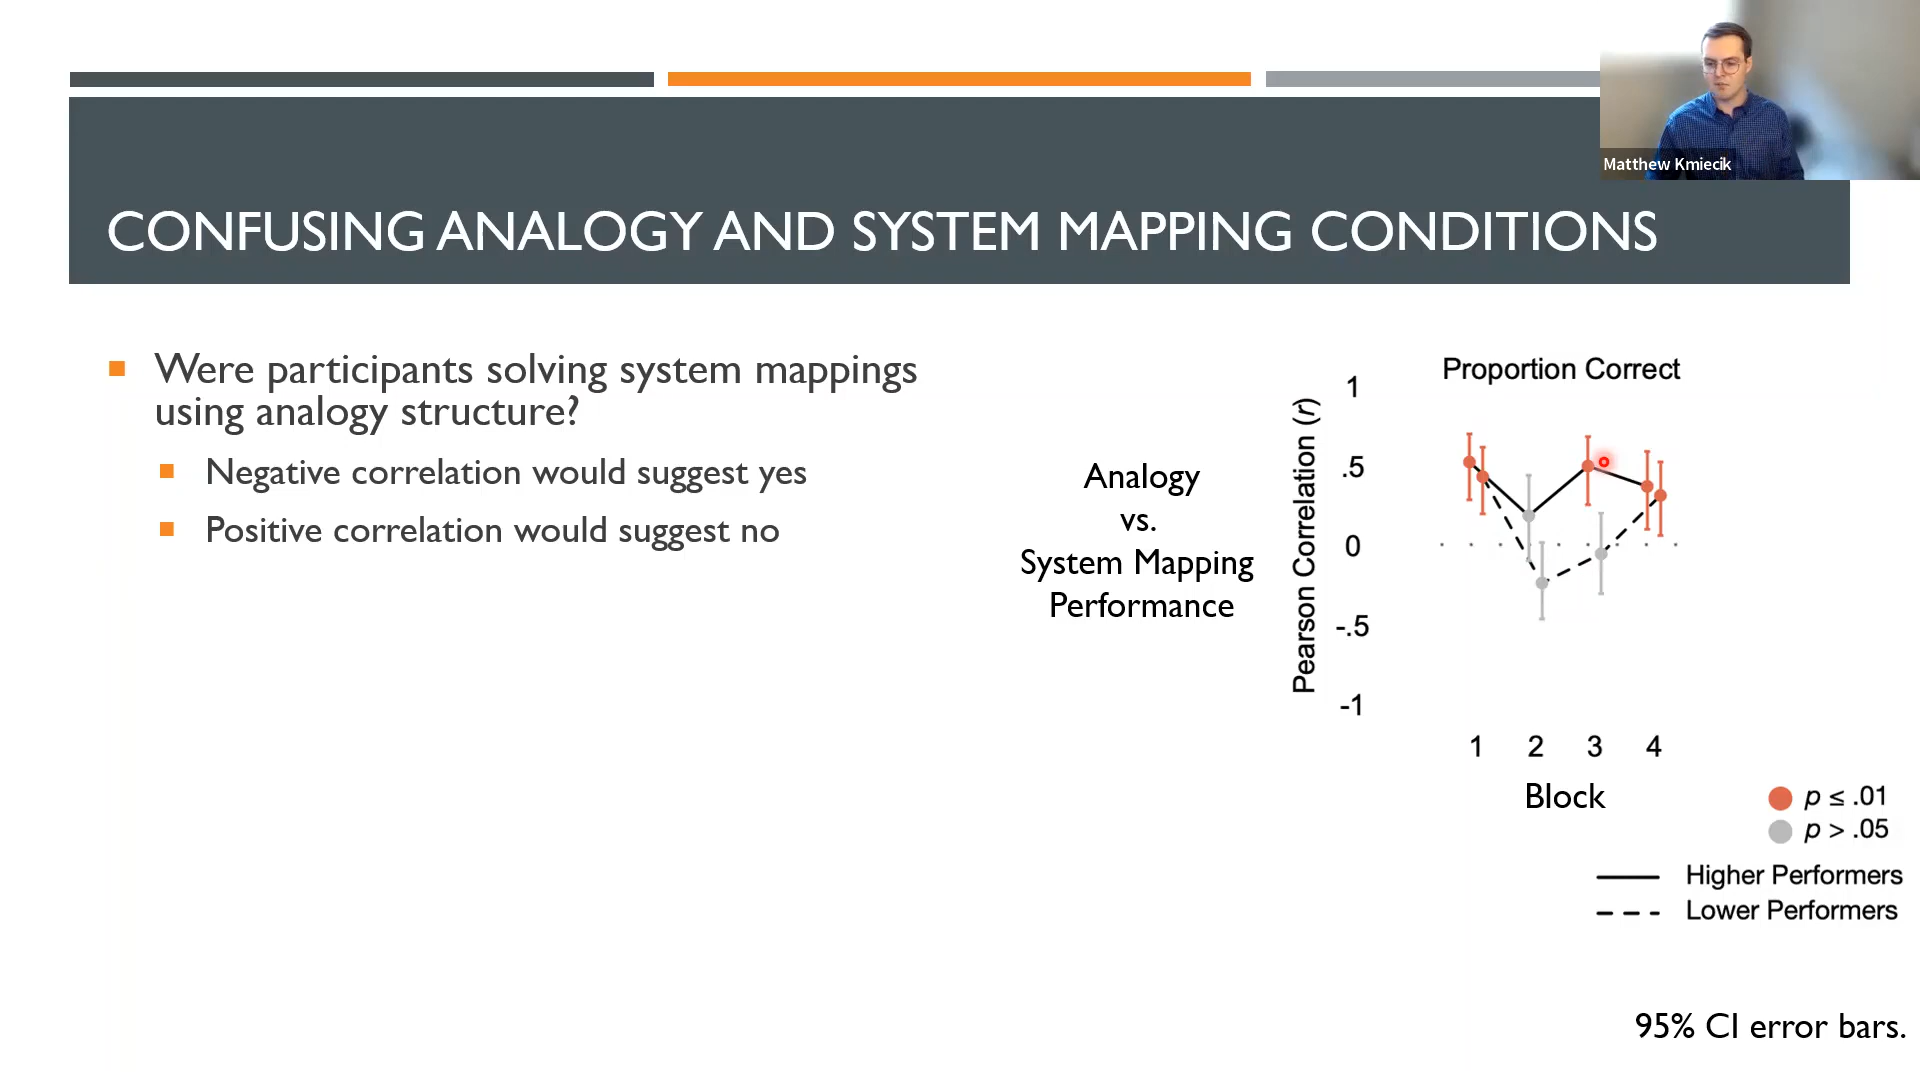 Matthew Kmiecik
CONFUSING ANALOGY AND SYSTEM MAPPING CONDITIONS
Were participants solving system mappings
using analogy structure?
Negative correlation would suggest yes
Positive correlation would suggest no
Analogy
vs.
System Mapping
Performance
Proportion Correct
Pearson Correlation (r)
1
.5
0
-.5
-1
1 2 3 4
Block
p ≤ .01
p > .05
Higher Performers
Lower Performers
95% CI error bars.